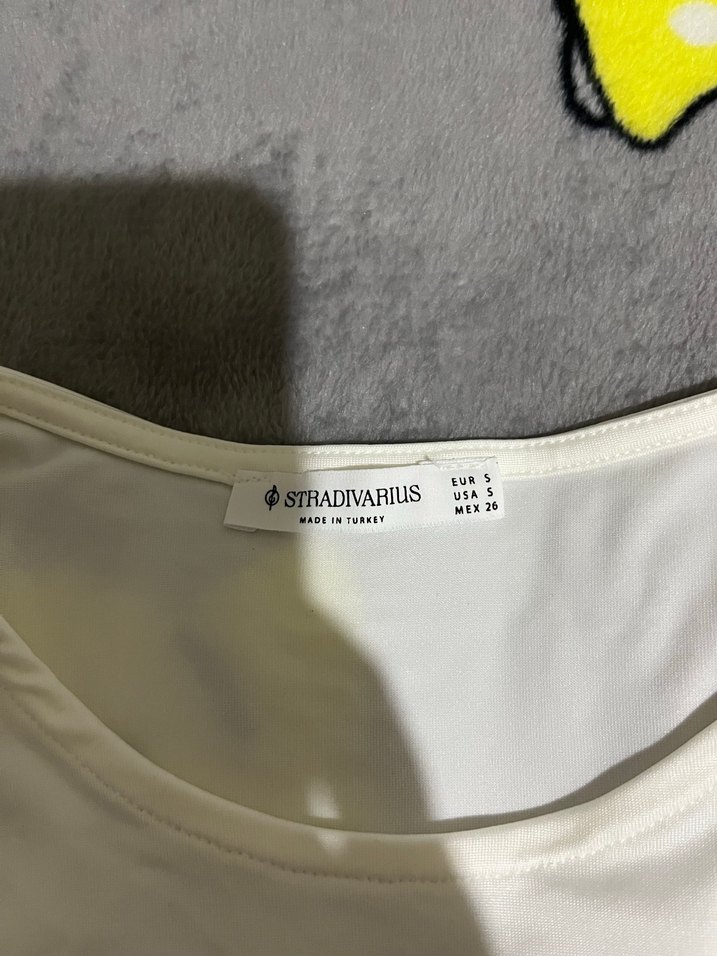 STRADIVARIUS
MADE IN TURKEY
EUR S
USA S
MEX 26